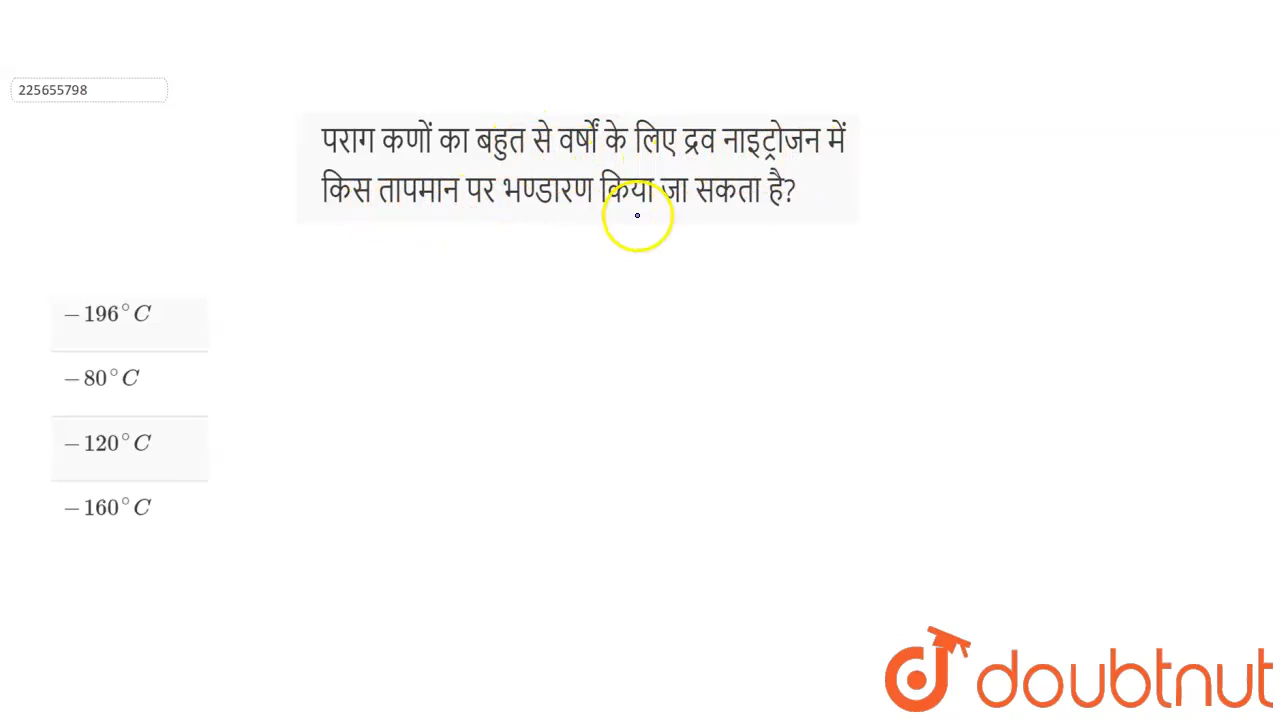 225655798
पराग कणों का बहुत से वर्षों के लिए द्रव नाइट्रोजन में
किस तापमान पर भण्डारण किया जा सकता है?
−196°C
−80°C
−120°C
−160°C
doubtnut